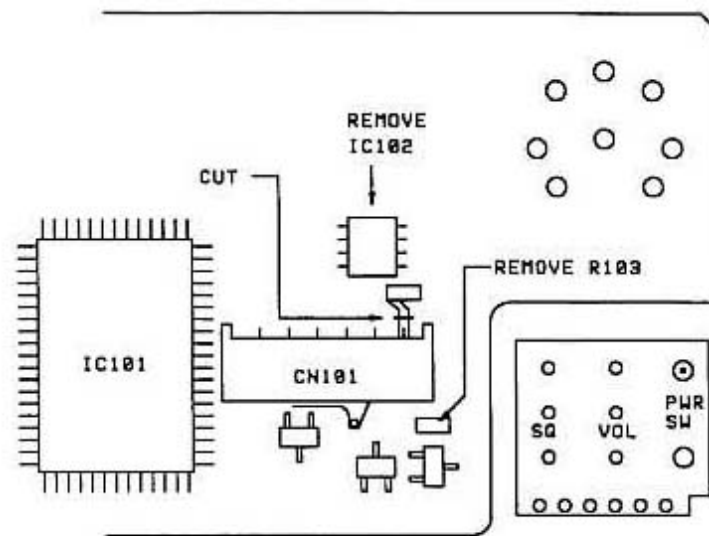 REMOVE
IC102
CUT
REMOVE R103
IC101
CN101
SQ
VOL
PWR
SW